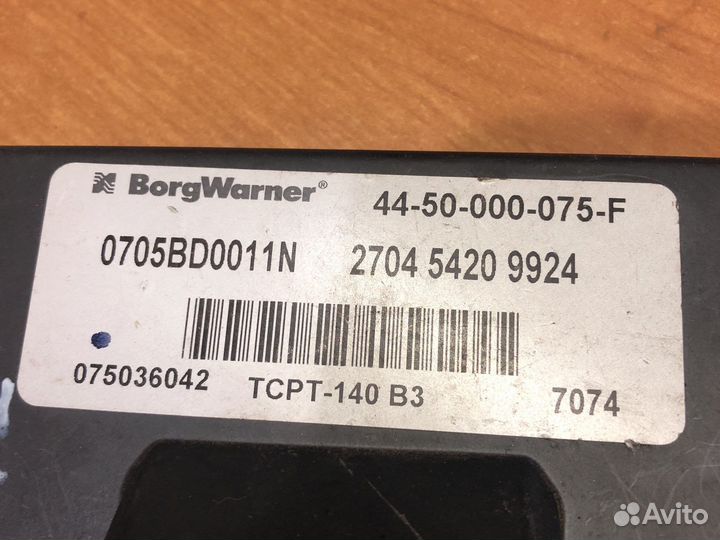 BorgWarner®
44-50-000-075-F
0705BD0011N 2704 5420 9924
075036042 TCPT-140 B3 7074
Avito